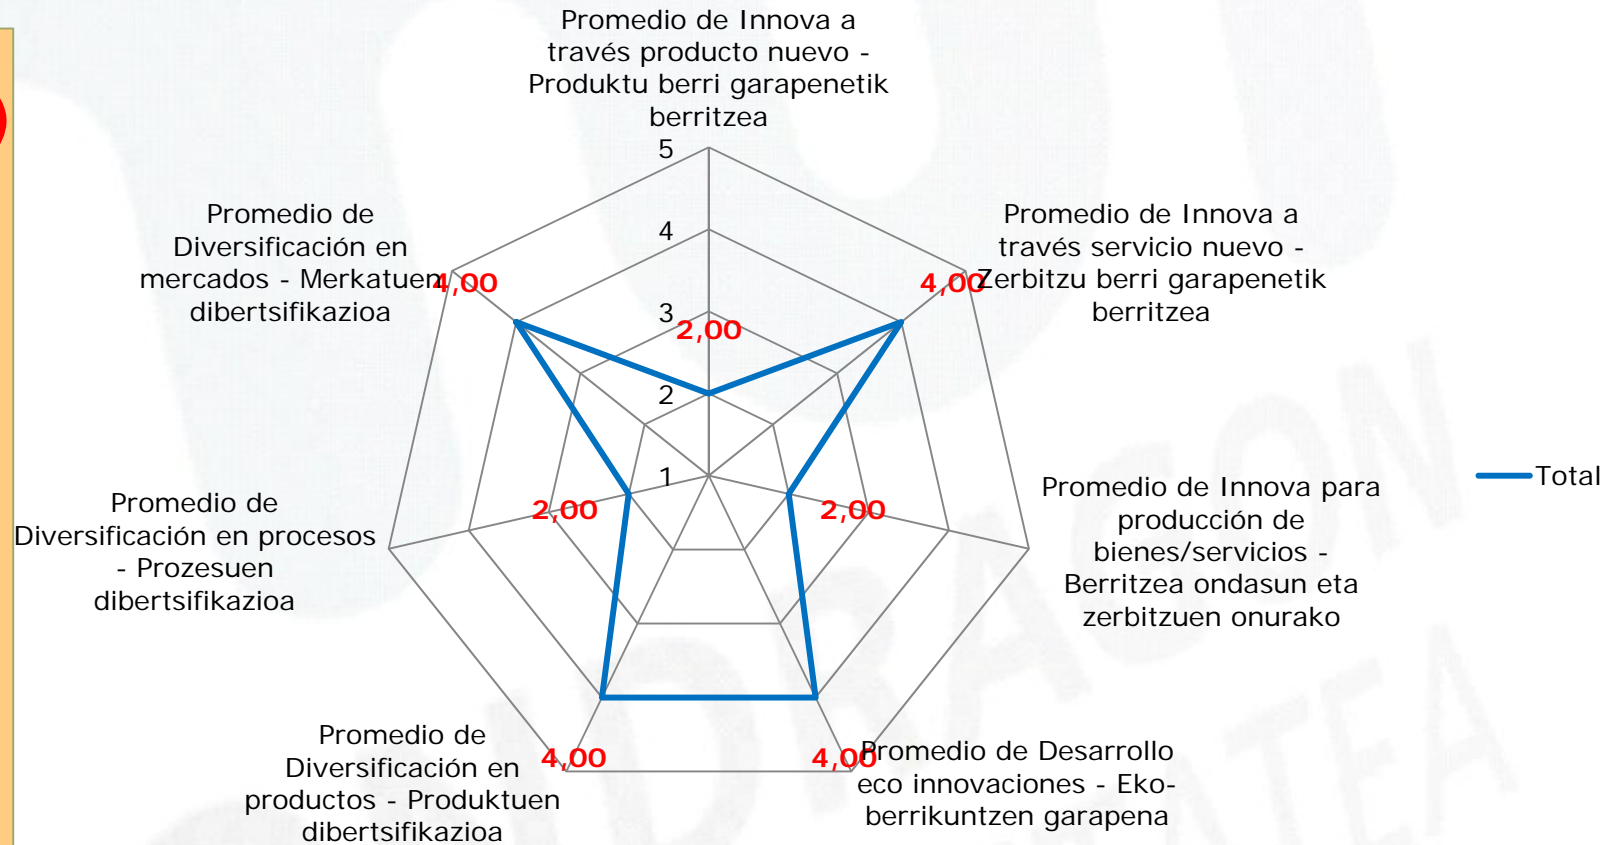 Promedio de Innova a
través producto nuevo -
Produktu berri garapenetik
berritzea
5
4
3
2
1
2,00
Promedio de Innova a
través servicio nuevo -
Zerbitzu berri garapenetik
berritzea
4,00
Promedio de Innova para
producción de
bienes/servicios -
Berritzea ondasun eta
zerbitzuen onurako
2,00
Promedio de Desarrollo
eco innovaciones - Eko-
berrikuntzen garapena
4,00
Promedio de
Diversificación en
productos - Produktuen
dibertsifikazioa
4,00
Promedio de
Diversificación en procesos
- Prozesuen
dibertsifikazioa
2,00
Promedio de
Diversificación en
mercados - Merkatuen
dibertsifikazioa
4,00
Total